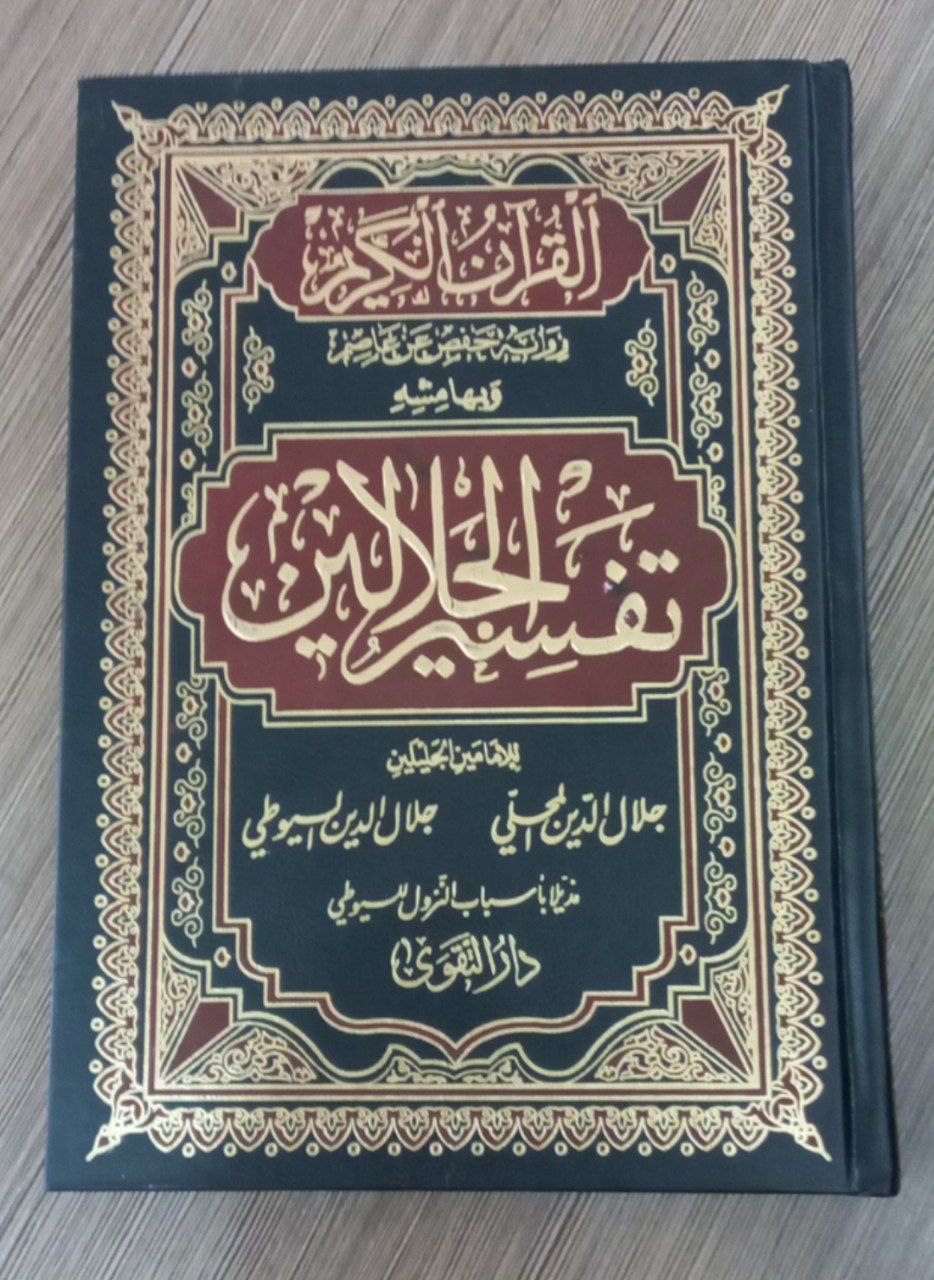 القرآن الكريم
برواية حفص عن عاصم
وبهامشه
تفسير الجلالين
للإمامين الجليلين
جلال الدين المحلي جلال الدين السيوطي
مذيلا بأسباب النزول للسيوطي
دار التقوى